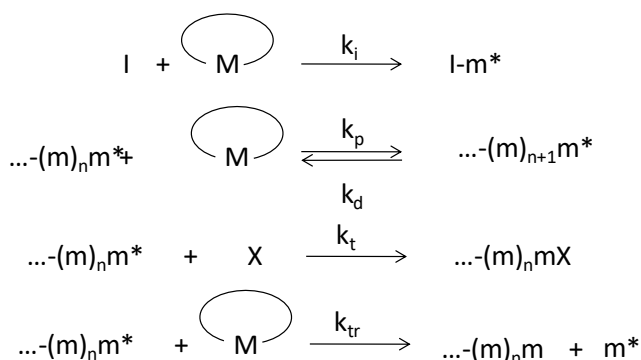 I + M k_i I-m*
...-(m)_n m* + M k_p ...-(m)_{n+1} m*
k_d
...-(m)_n m* + X k_t ...-(m)_n mX
...-(m)_n m* + M k_tr ...-(m)_n m + m*